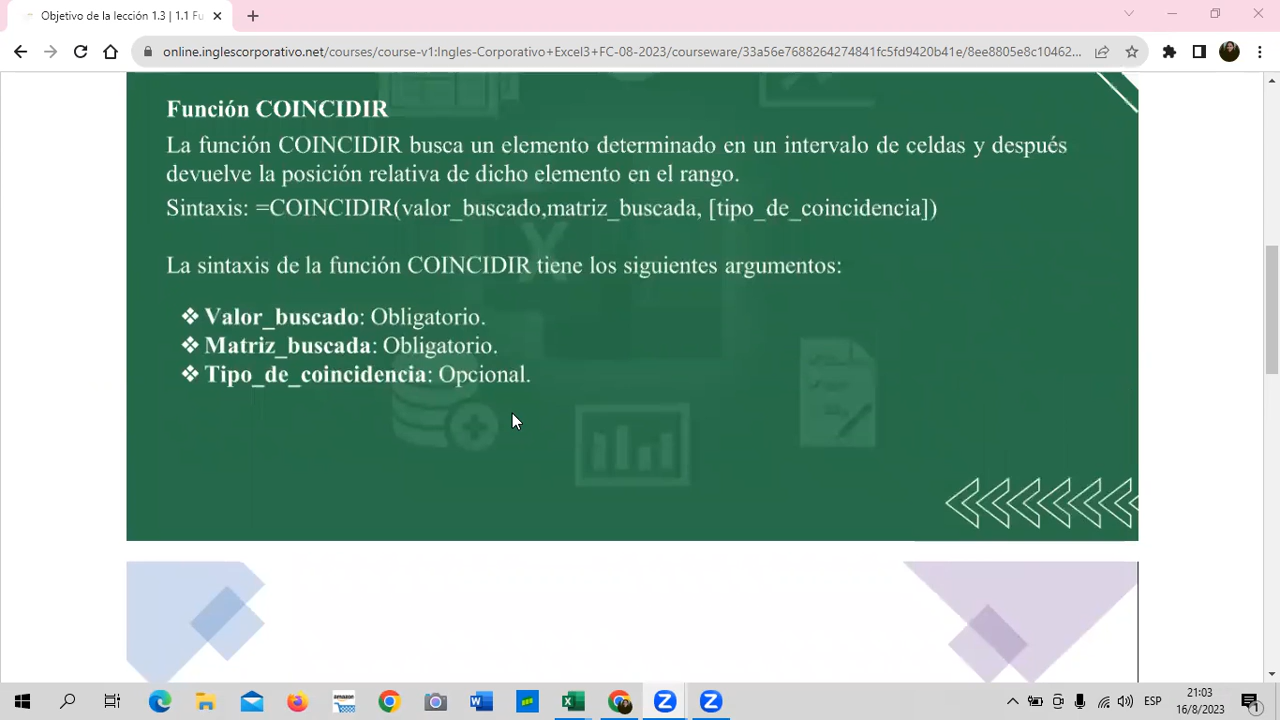 Objetivo de la lección 1.3 | 1.1 Fu
online.inglescorporativo.net/courses/course-v1:Ingles-Corporativo+Excel3+FC-08-2023/courseware/33a56e7688264274841fc5fd9420b41e/8ee8805e8c10462...
Función COINCIDIR
La función COINCIDIR busca un elemento determinado en un intervalo de celdas y después
devuelve la posición relativa de dicho elemento en el rango.
Sintaxis: =COINCIDIR(valor_buscado,matriz_buscada, [tipo_de_coincidencia])
La sintaxis de la función COINCIDIR tiene los siguientes argumentos:
❖ Valor_buscado: Obligatorio.
❖ Matriz_buscada: Obligatorio.
❖ Tipo_de_coincidencia: Opcional.
amazon
ESP
21:03
16/8/2023